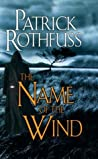 PATRICK
ROTHFUSS
THE
NAME OF THE
WIND